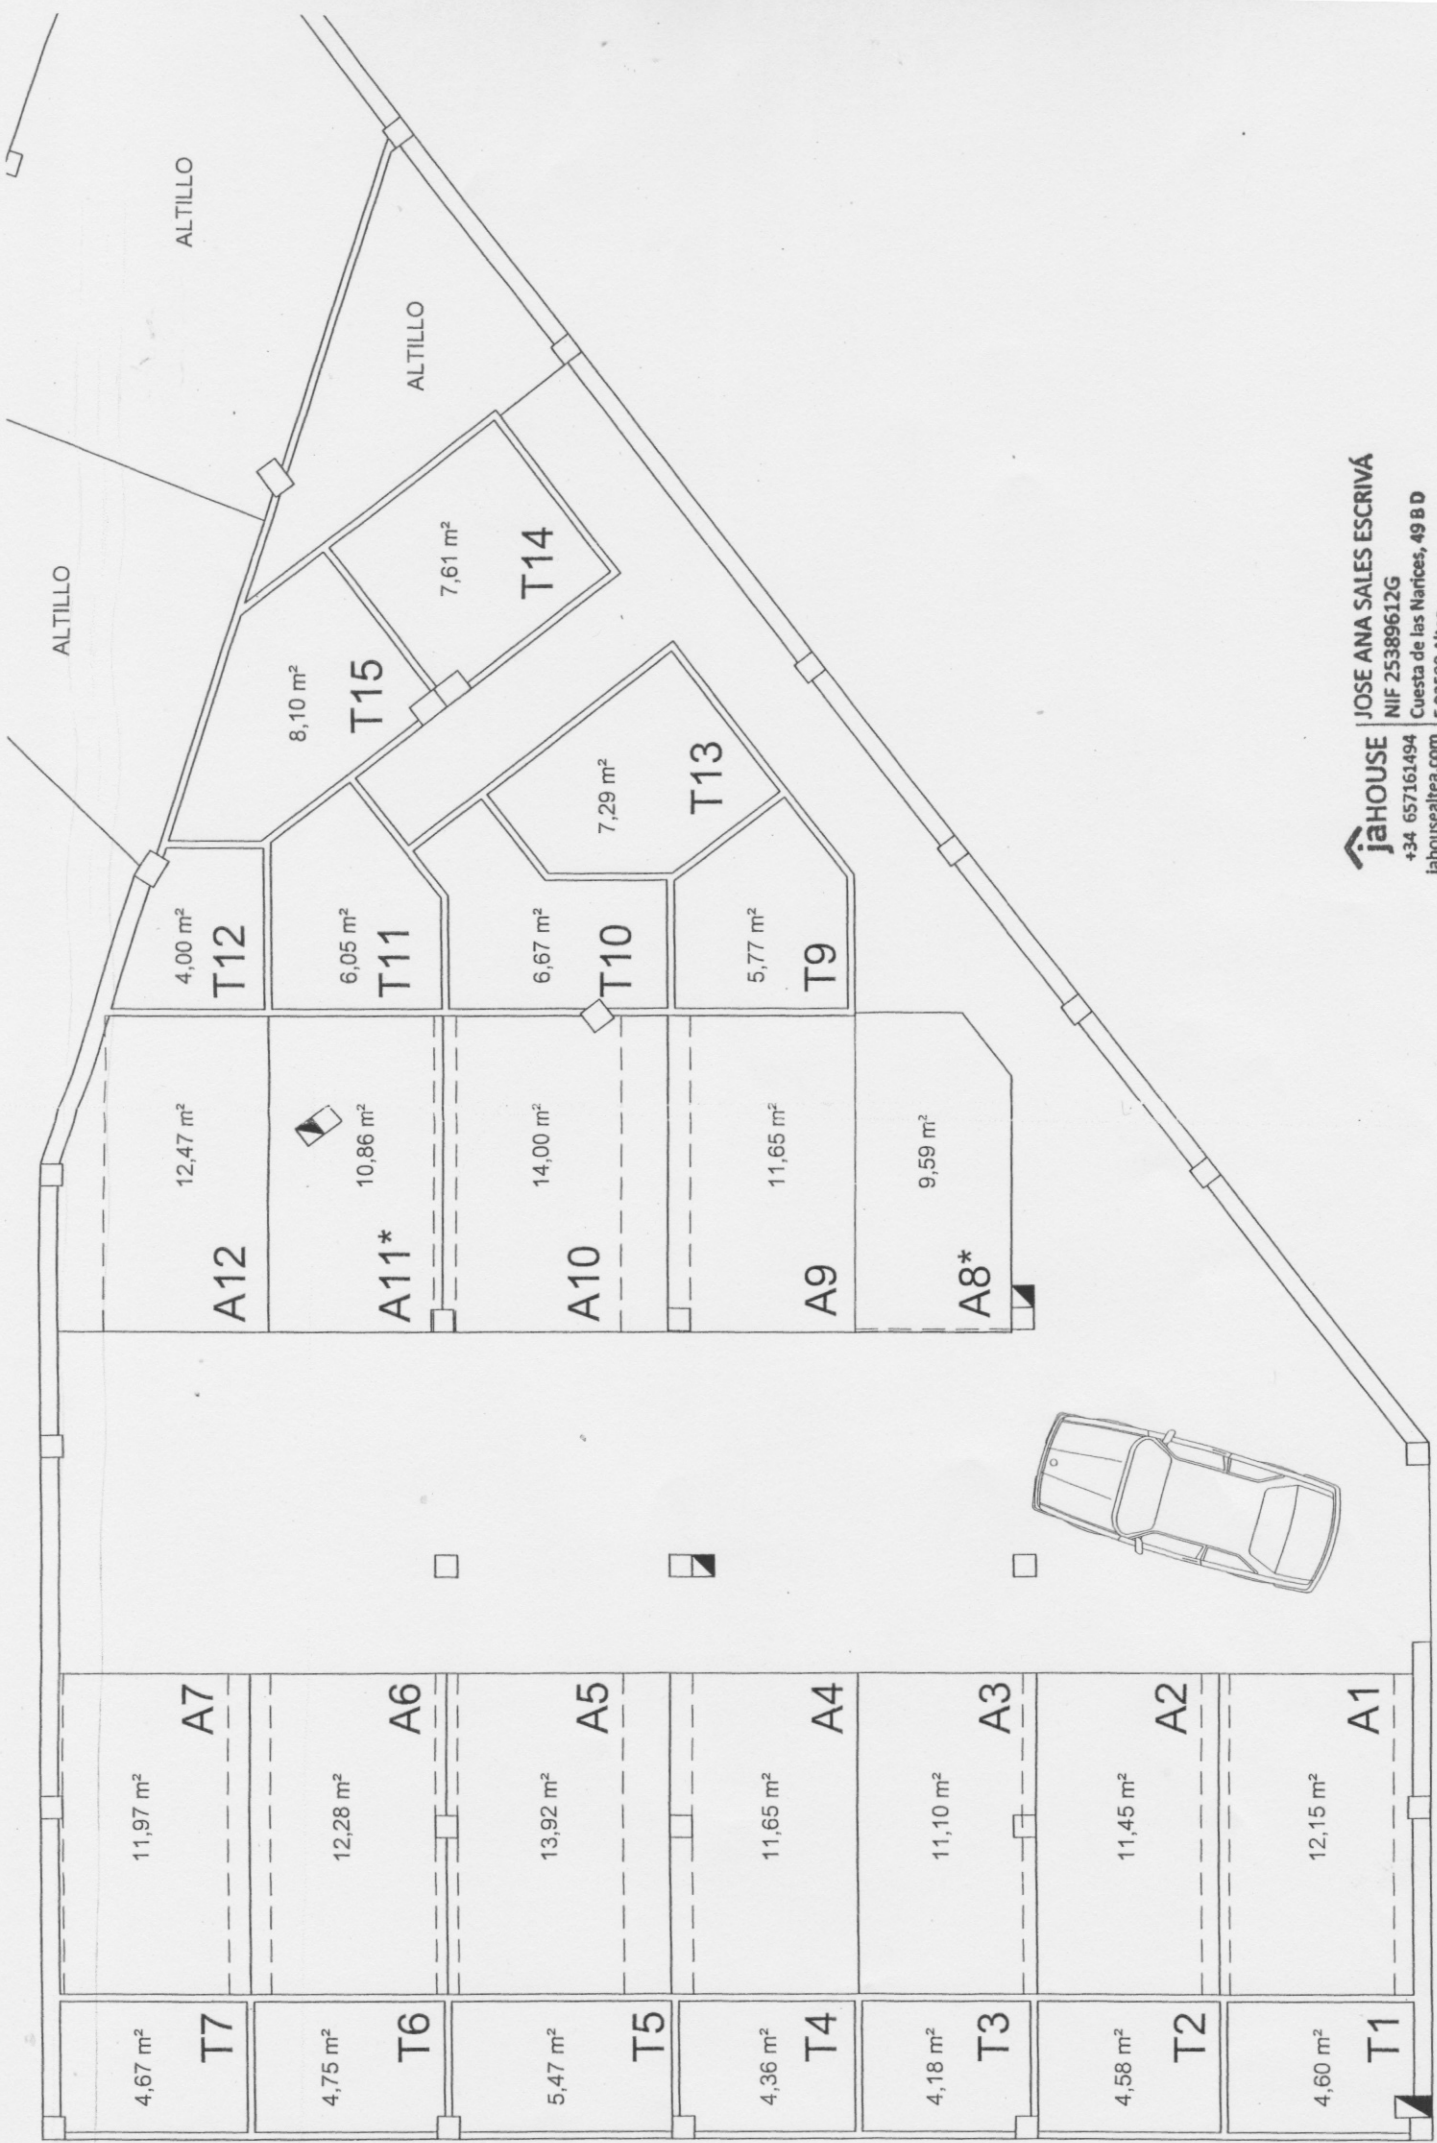 ALTILLO
ALTILLO
ALTILLO
4,00 m²
T12
6,05 m²
T11
8,10 m²
T15
7,61 m²
T14
6,67 m²
T10
7,29 m²
T13
5,77 m²
T9
12,47 m²
A12
10,86 m²
A11*
14,00 m²
A10
11,65 m²
A9
9,59 m²
A8*
11,97 m²
A7
12,28 m²
A6
13,92 m²
A5
11,65 m²
A4
11,10 m²
A3
11,45 m²
A2
12,15 m²
A1
4,67 m²
T7
4,75 m²
T6
5,47 m²
T5
4,36 m²
T4
4,18 m²
T3
4,58 m²
T2
4,60 m²
T1
jaHOUSE
+34 657161494
jahousealtea.com
JOSE ANA SALES ESCRIVÁ
NIF 25389612G
Cuesta de las Narices, 49 B D